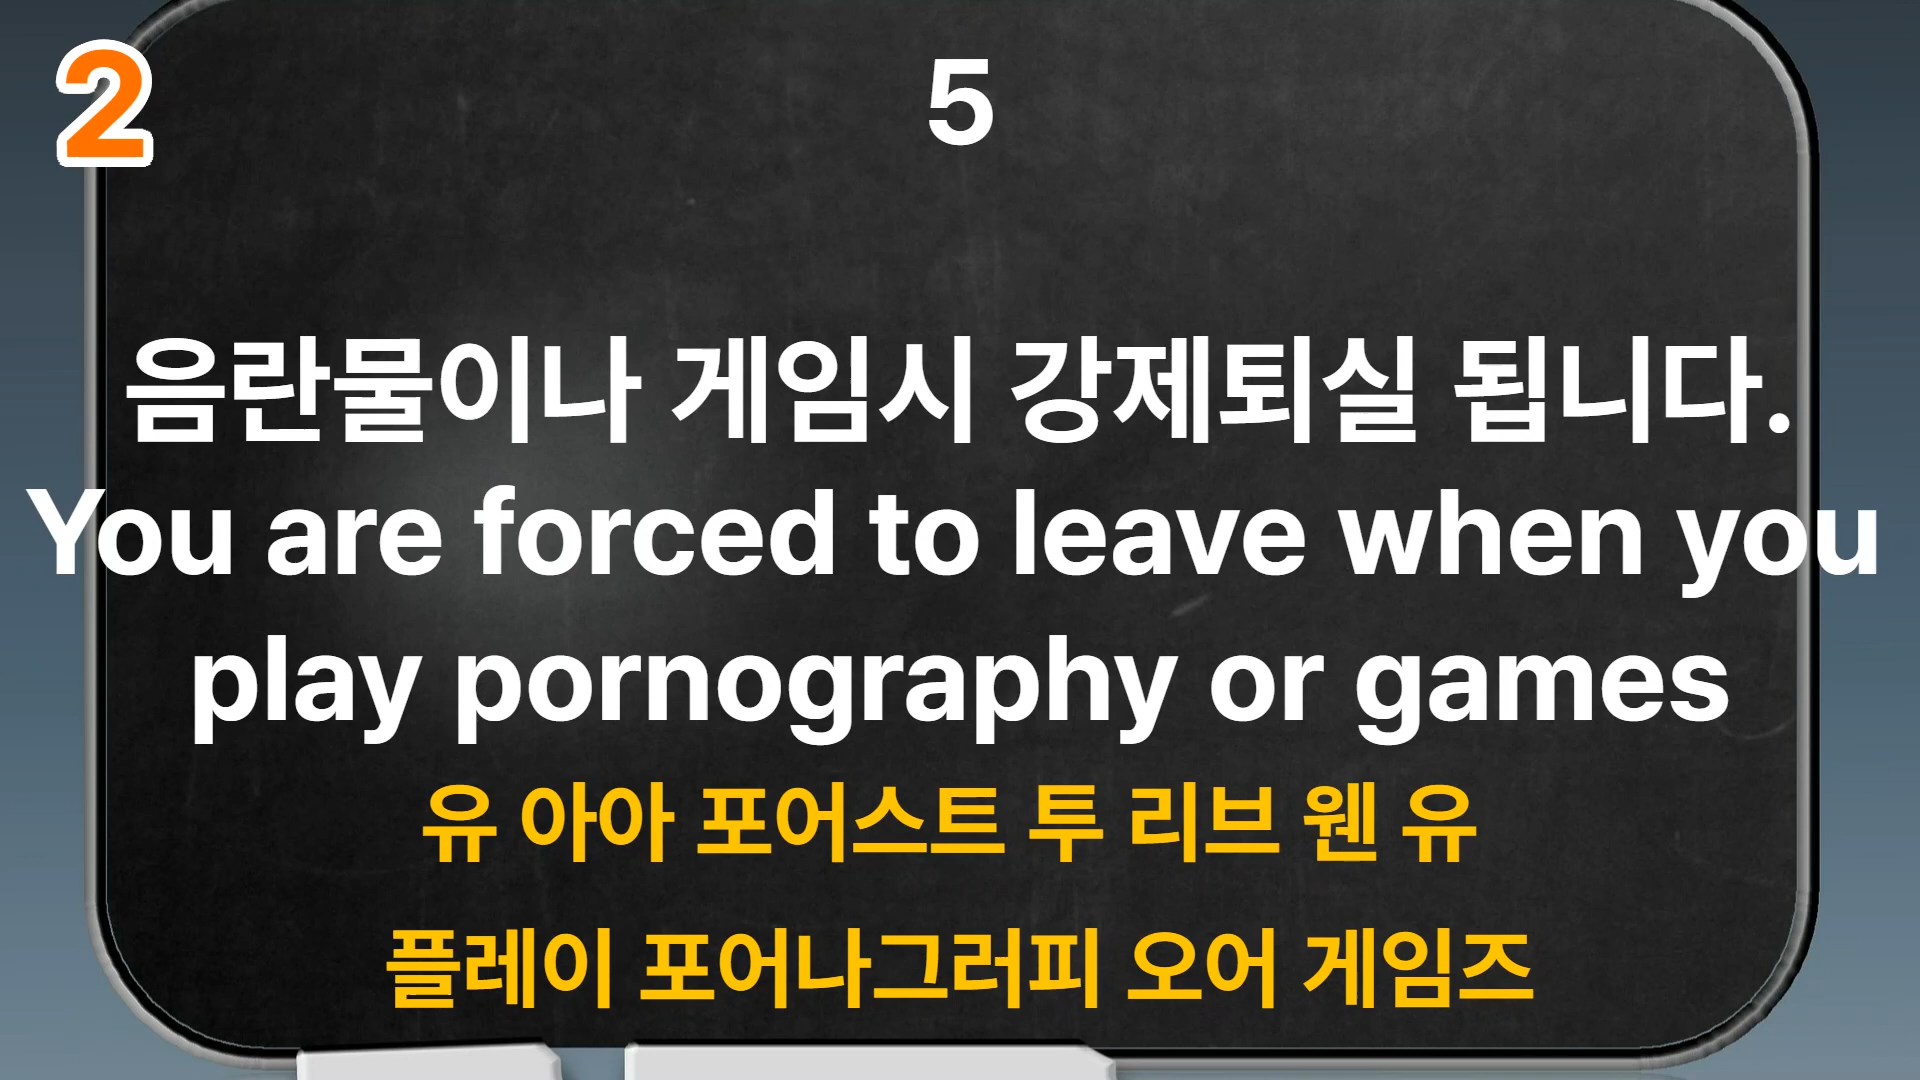 2
5
음란물이나 게임시 강제퇴실 됩니다.
You are forced to leave when you
play pornography or games
유 아아 포어스트 투 리브 웬 유
플레이 포어나그러피 오어 게임즈